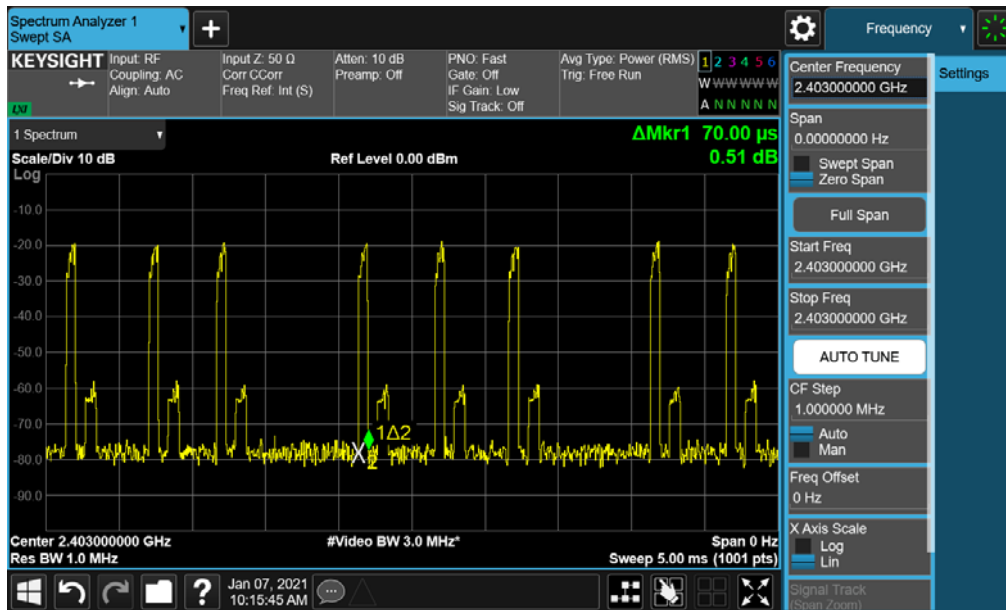 Spectrum Analyzer 1
Swept SA
+
Frequency
KEYSIGHT
Input: RF
Coupling: AC
Align: Auto
Input Z: 50 Ω
Corr CCorr
Freq Ref: Int (S)
Atten: 10 dB
Preamp: Off
PNO: Fast
Gate: Off
IF Gain: Low
Sig Track: Off
Avg Type: Power (RMS)
Trig: Free Run
1 2 3 4 5 6
W W W W W W
A N N N N N
LXI
1 Spectrum
ΔMkr1 70.00 µs
0.51 dB
Scale/Div 10 dB
Ref Level 0.00 dBm
Log
-10.0
-20.0
-30.0
-40.0
-50.0
-60.0
-70.0
-80.0
-90.0
1Δ2
X
2
Center 2.403000000 GHz
#Video BW 3.0 MHz*
Span 0 Hz
Res BW 1.0 MHz
Sweep 5.00 ms (1001 pts)
Center Frequency
2.403000000 GHz
Settings
Span
0.00000000 Hz
Swept Span
Zero Span
Full Span
Start Freq
2.403000000 GHz
Stop Freq
2.403000000 GHz
AUTO TUNE
CF Step
1.000000 MHz
Auto
Man
Freq Offset
0 Hz
X Axis Scale
Log
Lin
Signal Track
(Span Zoom)
?
Jan 07, 2021
10:15:45 AM